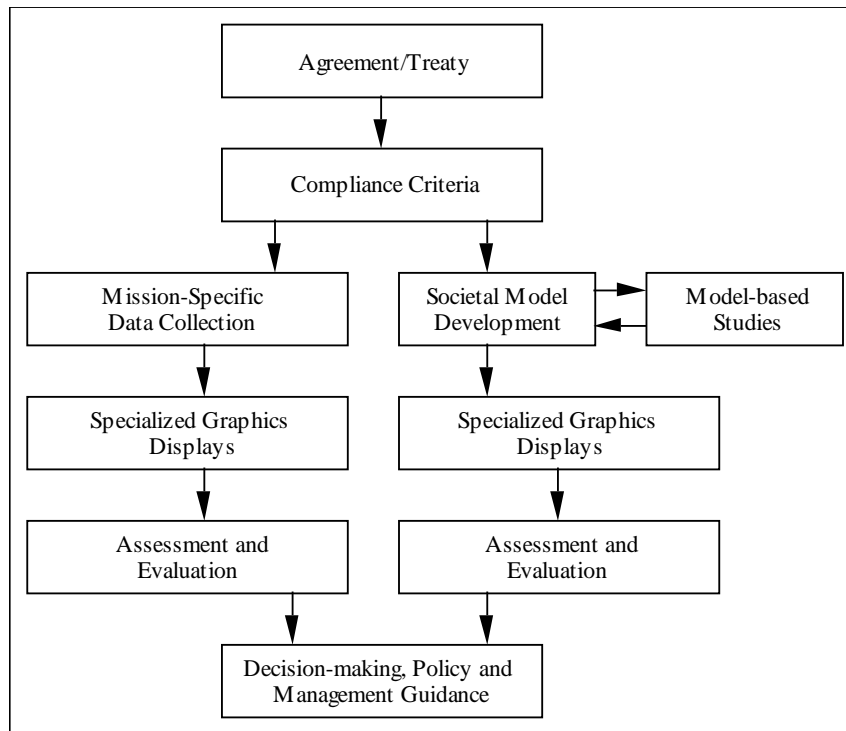 Agreement/Treaty
Compliance Criteria
Mission-Specific
Data Collection
Societal Model
Development
Model-based
Studies
Specialized Graphics
Displays
Specialized Graphics
Displays
Assessment and
Evaluation
Assessment and
Evaluation
Decision-making, Policy and
Management Guidance